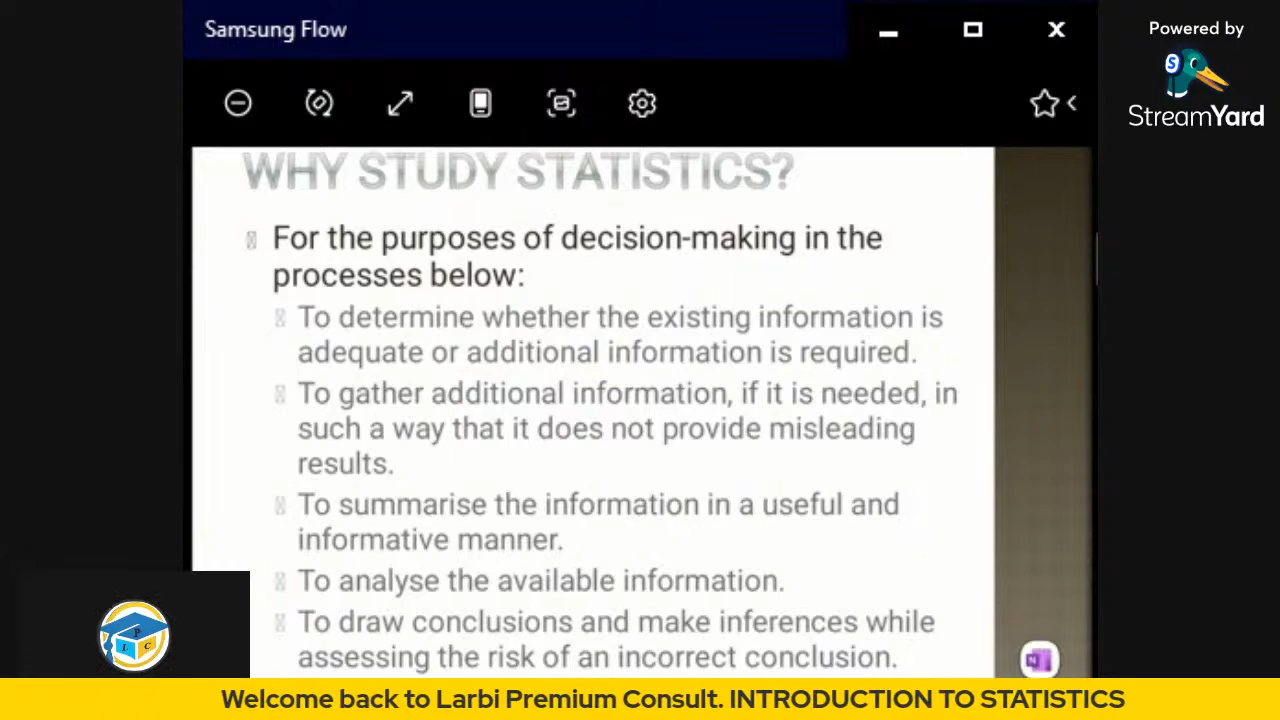 Samsung Flow
Powered by
S
StreamYard
WHY STUDY STATISTICS?
For the purposes of decision-making in the
processes below:
To determine whether the existing information is
adequate or additional information is required.
To gather additional information, if it is needed, in
such a way that it does not provide misleading
results.
To summarise the information in a useful and
informative manner.
To analyse the available information.
To draw conclusions and make inferences while
assessing the risk of an incorrect conclusion.
P
L C
N
Welcome back to Larbi Premium Consult. INTRODUCTION TO STATISTICS